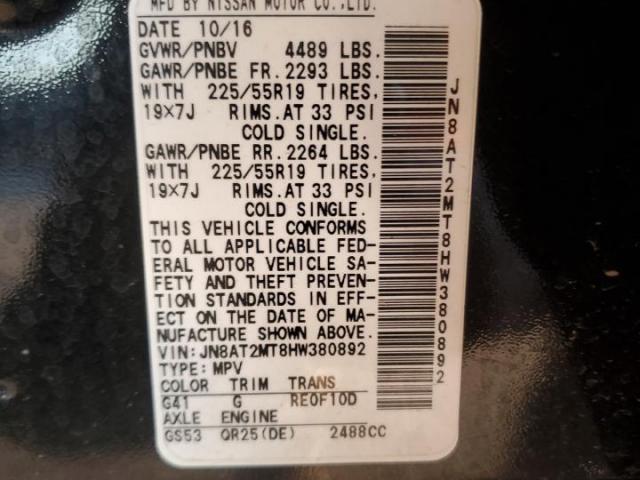 MFD BY NISSAN MOTOR CO.,LTD.
DATE 10/16
GVWR/PNBV 4489 LBS.
GAWR/PNBE FR.2293 LBS.
WITH 225/55R19 TIRES,
19×7J RIMS.AT 33 PSI
COLD SINGLE.
GAWR/PNBE RR.2264 LBS.
WITH 225/55R19 TIRES,
19×7J RIMS.AT 33 PSI
COLD SINGLE.
THIS VEHICLE CONFORMS
TO ALL APPLICABLE FED-
ERAL MOTOR VEHICLE SA-
FETY AND THEFT PREVEN-
TION STANDARDS IN EFF-
ECT ON THE DATE OF MA-
NUFACTURE SHOWN ABOVE.
VIN:JN8AT2MT8HW380892
TYPE:MPV
COLOR TRIM TRANS
G41 G RE0F10D
AXLE ENGINE
GS53 QR25(DE) 2488CC
JN8AT2MT8HW380892